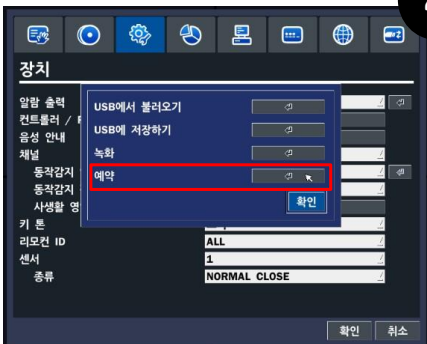 장치
알람 출력
컨트롤러 /
음성 안내
채널
동작감지
동작감지
사생활 영
키 톤
리모컨 ID
ALL
센서
1
종류
NORMAL CLOSE
USB에서 불러오기
USB에 저장하기
녹화
예약
확인
확인
취소